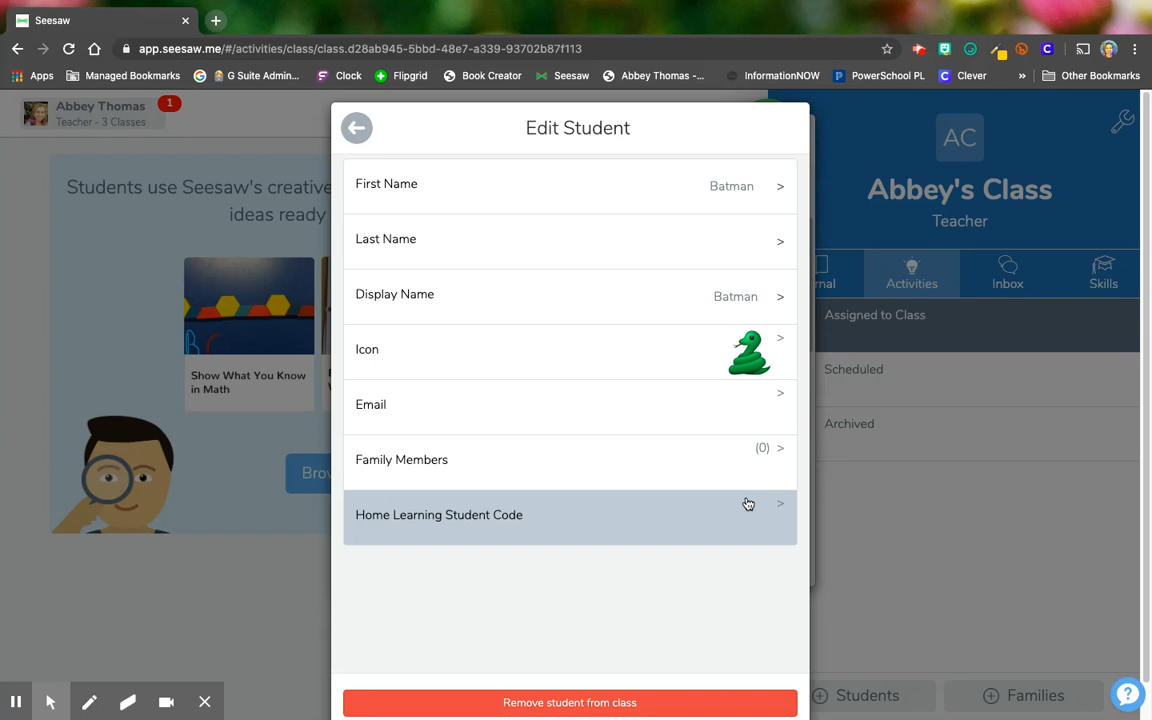 Seesaw
app.seesaw.me/#/activities/class/class.d28ab945-5bbd-48e7-a339-93702b87f113
Apps Managed Bookmarks G Suite Admin... Clock Flipgrid Book Creator Seesaw Abbey Thomas -... InformationNOW PowerSchool PL Clever » Other Bookmarks
Abbey Thomas 1
Teacher - 3 Classes
Students use Seesaw's creative
ideas ready
Show What You Know
in Math
Brow
Edit Student
First Name Batman >
Last Name >
Display Name Batman >
Icon >
Email >
Family Members (0) >
Home Learning Student Code >
Remove student from class
AC
Abbey's Class
Teacher
rnal Activities Inbox Skills
Assigned to Class
Scheduled
Archived
Students Families
?